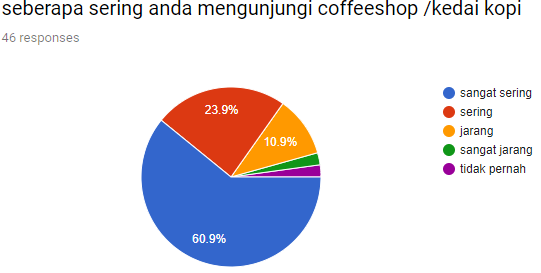 seberapa sering anda mengunjungi coffeeshop /kedai kopi
46 responses
23.9%
10.9%
60.9%
sangat sering
sering
jarang
sangat jarang
tidak pernah